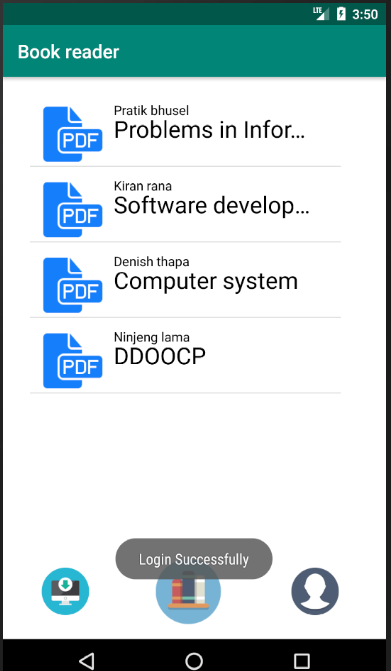 LTE 3:50
Book reader
Pratik bhusel
PDF Problems in Infor...
Kiran rana
PDF Software develop...
Denish thapa
PDF Computer system
Ninjeng lama
PDF DDOOCP
Login Successfully